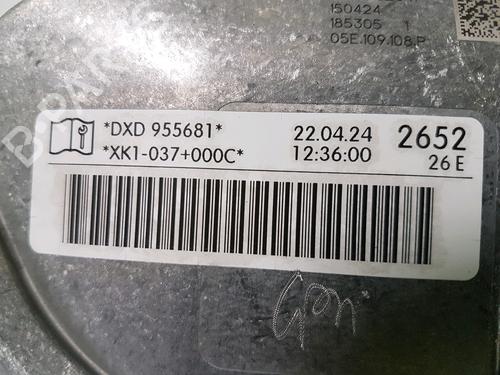 150424
185305 1
05E.109.108.P
*DXD 955681* 22.04.24 2652
*XK1-037+000C* 12:36:00 26 E
B-PARTS